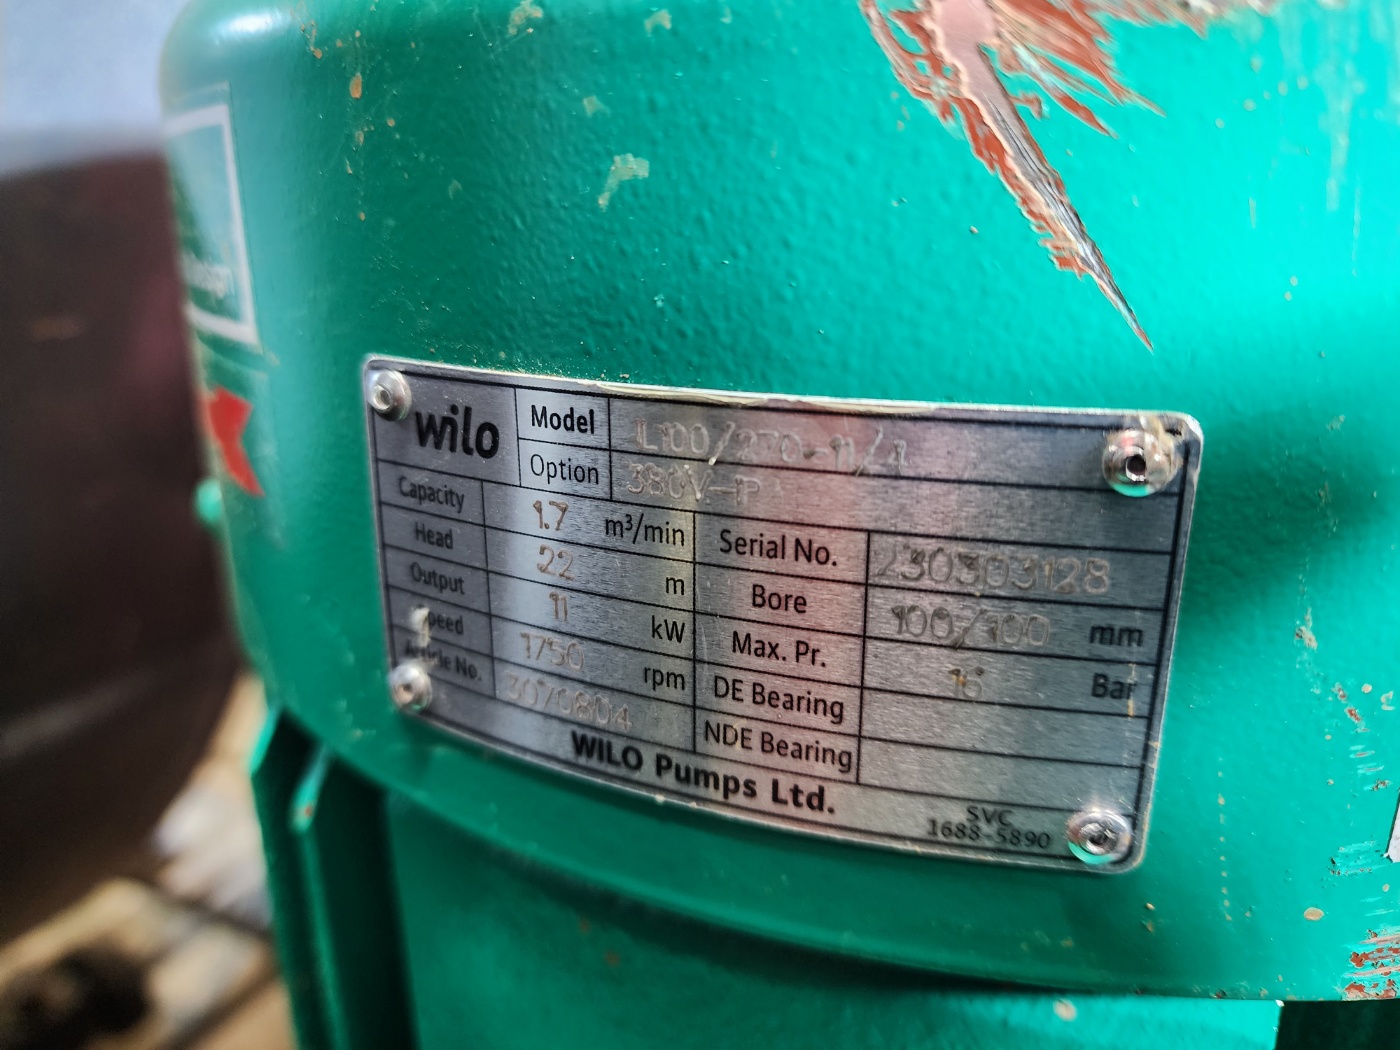 wilo
Model IL100/270-11/4
Option 380V-IP
Capacity 1.7 m³/min
Head 22 m
Output 11 kW
Speed 1750 rpm
Article No. 3076804
Serial No. 230303128
Bore 100/100 mm
Max. Pr. 16 Bar
DE Bearing
NDE Bearing
WILO Pumps Ltd.
SVC
1688-5890